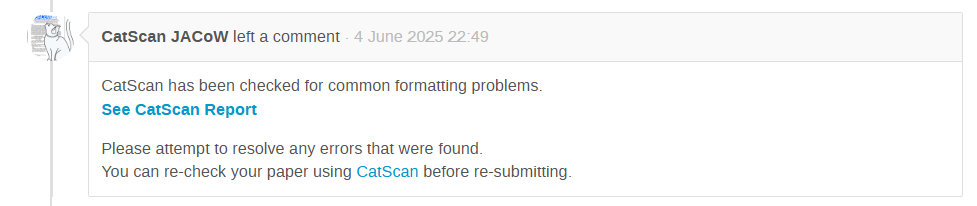 CatScan JACoW left a comment · 4 June 2025 22:49
CatScan has been checked for common formatting problems.
See CatScan Report
Please attempt to resolve any errors that were found.
You can re-check your paper using CatScan before re-submitting.